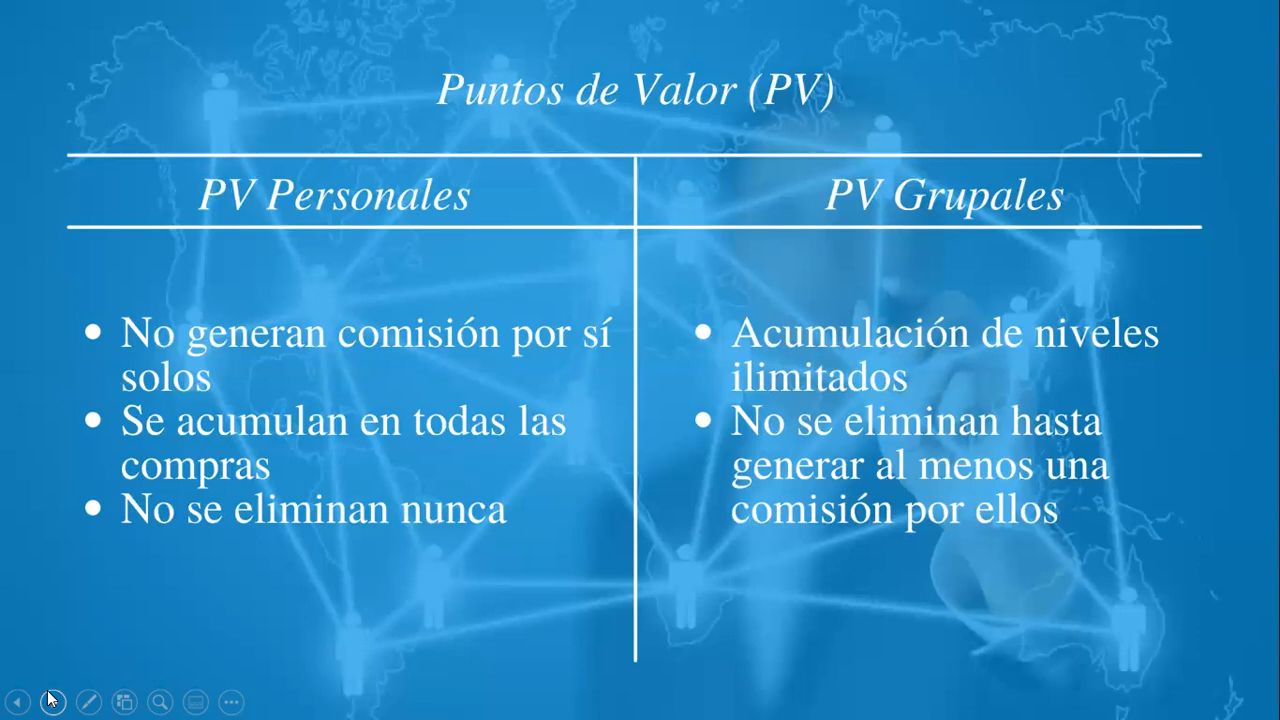 Puntos de Valor (PV)
PV Personales
PV Grupales
• No generan comisión por sí
solos
• Se acumulan en todas las
compras
• No se eliminan nunca
• Acumulación de niveles
ilimitados
• No se eliminan hasta
generar al menos una
comisión por ellos